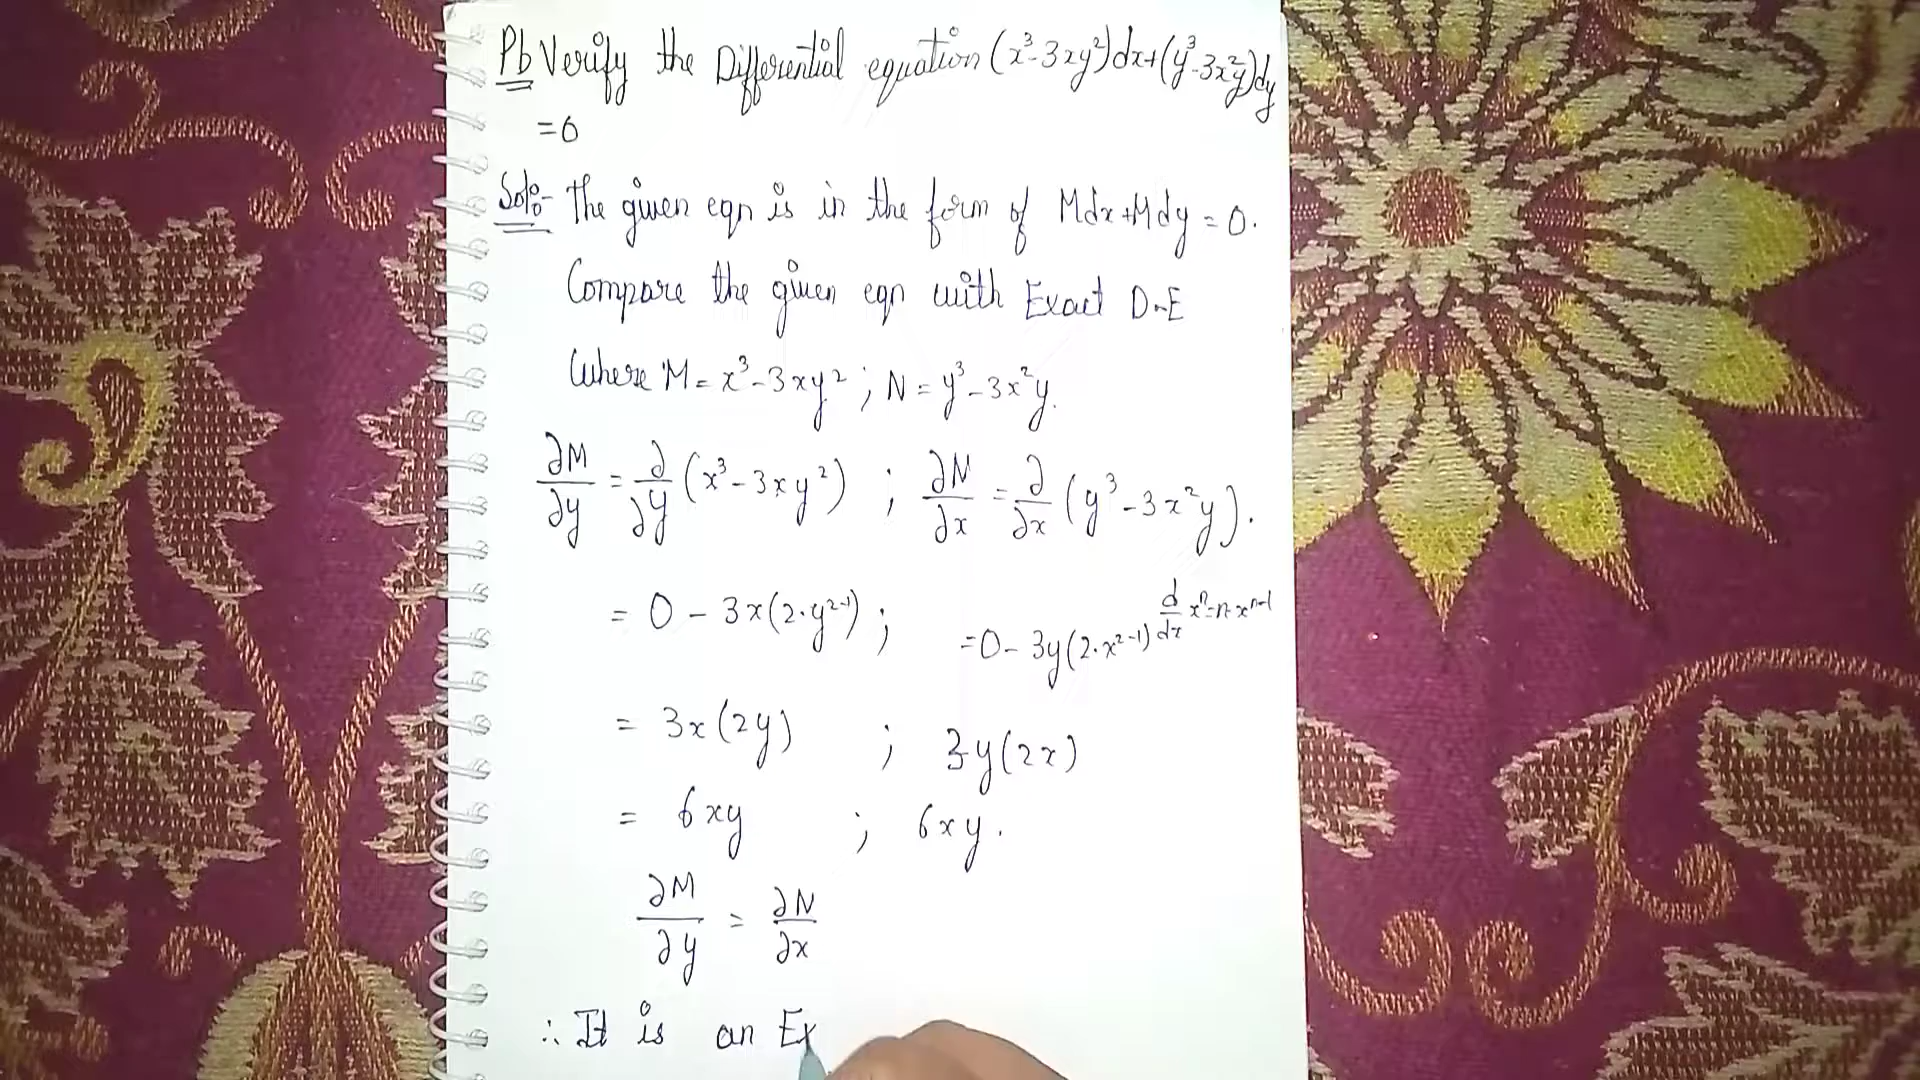 Pb Verify the Differential equation (x³-3xy²)dx+(y³-3x²y)dy
=0
Sol:- The given eqn is in the form of Mdx+Mdy=0.
Compare the given eqn with Exact D-E
Where M=x³-3xy² ; N=y³-3x²y.
∂M/∂y = ∂/∂y (x³-3xy²) ; ∂N/∂x = ∂/∂x (y³-3x²y).
= 0 - 3x(2·y²⁻¹) ; =0- 3y(2·x²⁻¹) d/dx xⁿ=n·xⁿ⁻¹
= 3x(2y) ; 3y(2x)
= 6xy ; 6xy.
∂M/∂y = ∂N/∂x
∴ It is an Ex